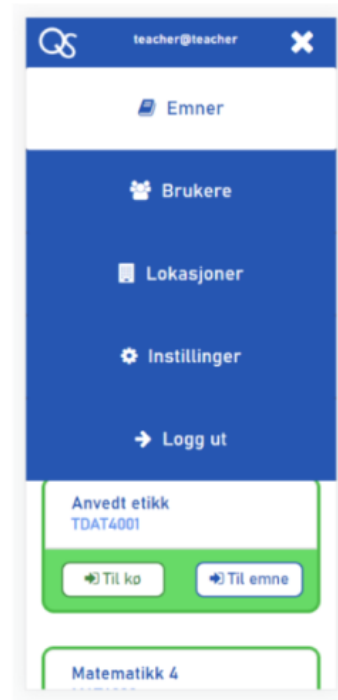 QS teacher@teacher
Emner
Brukere
Lokasjoner
Instillinger
Logg ut
Anvedt etikk
TDAT4001
Til kø Til emne
Matematikk 4